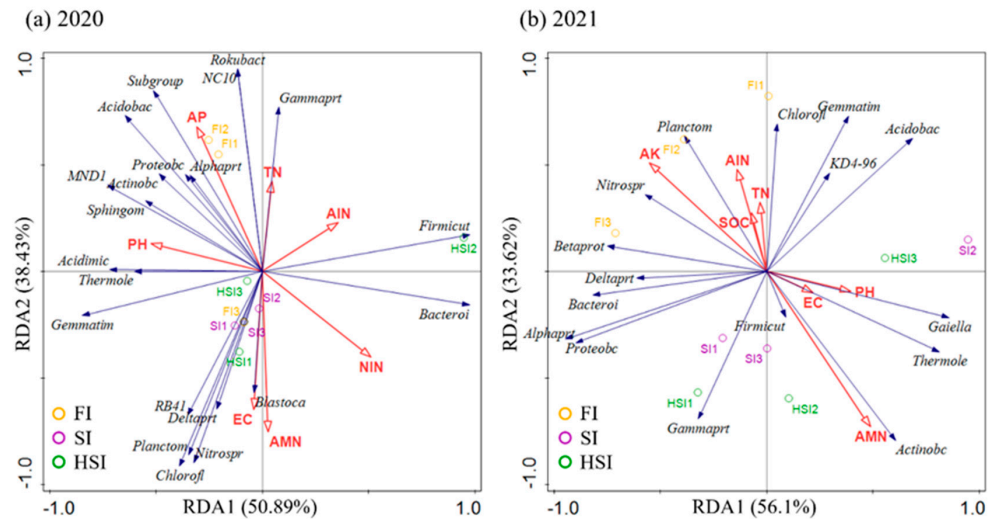 (a) 2020
1.0
RDA2 (38.43%)
-1.0
Rokubact
NC10
Subgroup
Gammaprt
Acidobac
AP
FI2
FI1
Proteobc
Alphaprt
TN
MND1
Actinobc
Sphingom
AIN
Firmicut
HSI2
PH
Acidimic
Thermole
HSI3
SI2
Bacteroi
Gemmatim
FI3
SI1
SI3
HSI1
NIN
RB41
Blastoca
Deltaprt
EC
AMN
FI
SI
HSI
Planctom
Nitrospr
Chlorofl
-1.0
RDA1 (50.89%)
1.0
(b) 2021
1.0
RDA2 (33.62%)
-1.0
FI1
Chlorofl
Gemmatim
Planctom
Acidobac
FI2
AK
AIN
KD4-96
Nitrospr
TN
SOC
FI3
Betaprot
SI2
HSI3
Deltaprt
Bacteroi
EC
PH
Firmicut
Gaiella
Alphaprt
Proteobc
SI1
SI3
Thermole
HSI1
HSI2
Gammaprt
AMN
Actinobc
FI
SI
HSI
-1.0
RDA1 (56.1%)
1.0